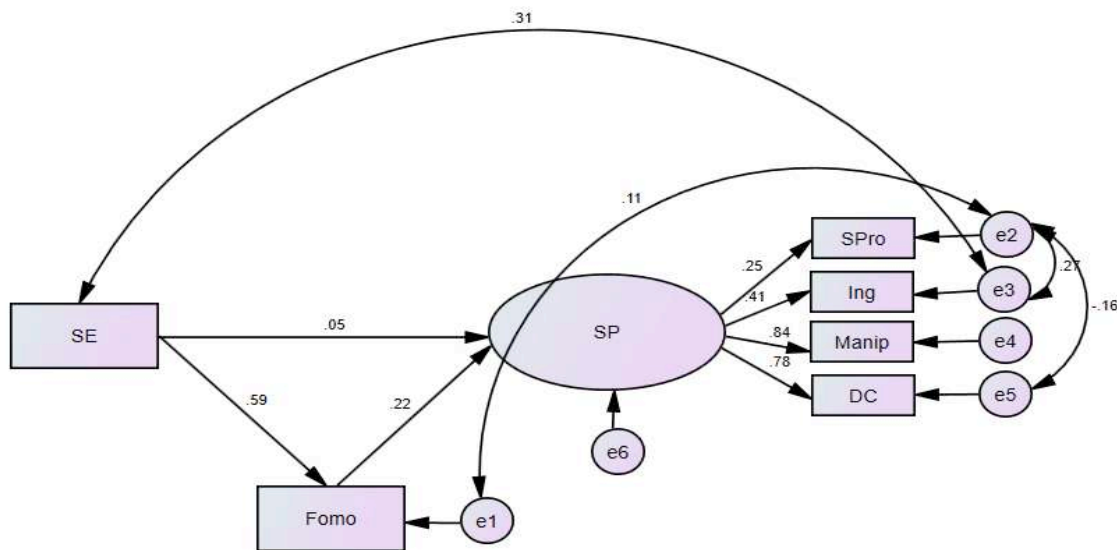 .31
.11
SPro
e2
.25
.27
Ing
e3
.41
-.16
SE
.05
SP
.84
Manip
e4
.78
DC
e5
.59
.22
e6
Fomo
e1